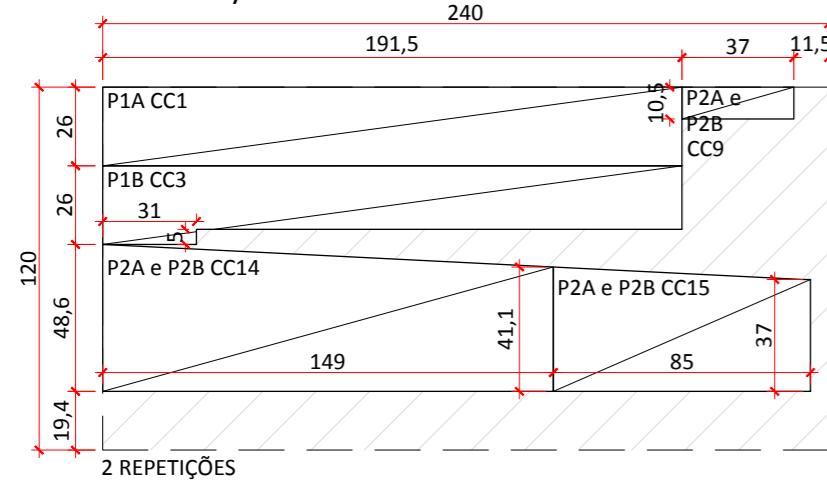 240
191,5
37
11,5
P1A CC1
10,5
P2A e
P2B
CC9
26
P1B CC3
26
31
5
120
P2A e P2B CC14
P2A e P2B CC15
48,6
41,1
37
149
85
19,4
2 REPETIÇÕES